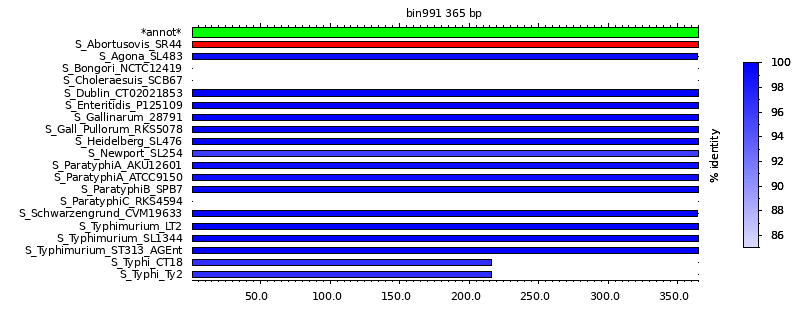 bin991 365 bp
*annot*
S_Abortusovis_SR44
S_Agona_SL483
S_Bongori_NCTC12419
S_Choleraesuis_SCB67
S_Dublin_CT02021853
S_Enteritidis_P125109
S_Gallinarum_28791
S_Gall_Pullorum_RKS5078
S_Heidelberg_SL476
S_Newport_SL254
S_ParatyphiA_AKU12601
S_ParatyphiA_ATCC9150
S_ParatyphiB_SPB7
S_ParatyphiC_RKS4594
S_Schwarzengrund_CVM19633
S_Typhimurium_LT2
S_Typhimurium_SL1344
S_Typhimurium_ST313_AGEnt
S_Typhi_CT18
S_Typhi_Ty2
50.0 100.0 150.0 200.0 250.0 300.0 350.0
% identity
100
98
96
94
92
90
88
86